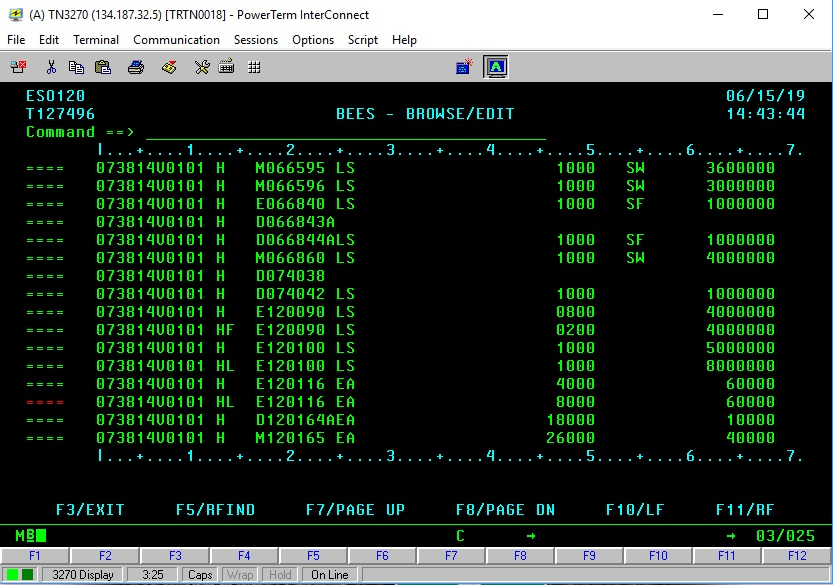 (A) TN3270 (134.187.32.5) [TRTN0018] - PowerTerm InterConnect
File Edit Terminal Communication Sessions Options Script Help
A
ESO120 06/15/19
T127496 BEES - BROWSE/EDIT 14:43:44
Command ==> ________________________________________
|...+....1....+....2....+....3....+....4....+....5....+....6....+....7.
==== 073814V0101 H M066595 LS 1000 SW 3600000
==== 073814V0101 H M066596 LS 1000 SW 3000000
==== 073814V0101 H E066840 LS 1000 SF 1000000
==== 073814V0101 H D066843A
==== 073814V0101 H D066844ALS 1000 SF 1000000
==== 073814V0101 H M066860 LS 1000 SW 4000000
==== 073814V0101 H D074038
==== 073814V0101 H D074042 LS 1000 1000000
==== 073814V0101 H E120090 LS 0800 4000000
==== 073814V0101 HF E120090 LS 0200 4000000
==== 073814V0101 H E120100 LS 1000 5000000
==== 073814V0101 HL E120100 LS 1000 8000000
==== 073814V0101 H E120116 EA 4000 60000
==== 073814V0101 HL E120116 EA 8000 60000
==== 073814V0101 H D120164AEA 18000 10000
==== 073814V0101 H M120165 EA 26000 40000
|...+....1....+....2....+....3....+....4....+....5....+....6....+....7.
F3/EXIT F5/RFIND F7/PAGE UP F8/PAGE DN F10/LF F11/RF
MB C → → 03/025
F1 F2 F3 F4 F5 F6 F7 F8 F9 F10 F11 F12
3270 Display 3:25 Caps Wrap Hold On Line